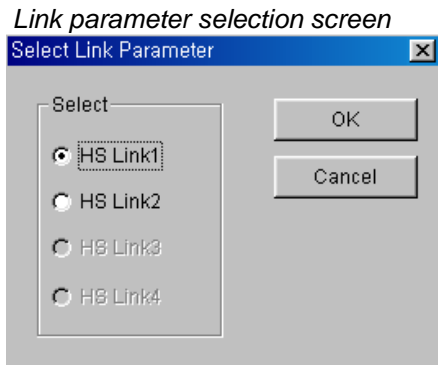 Link parameter selection screen
Select Link Parameter
Select
HS Link1
HS Link2
HS Link3
HS Link4
OK
Cancel